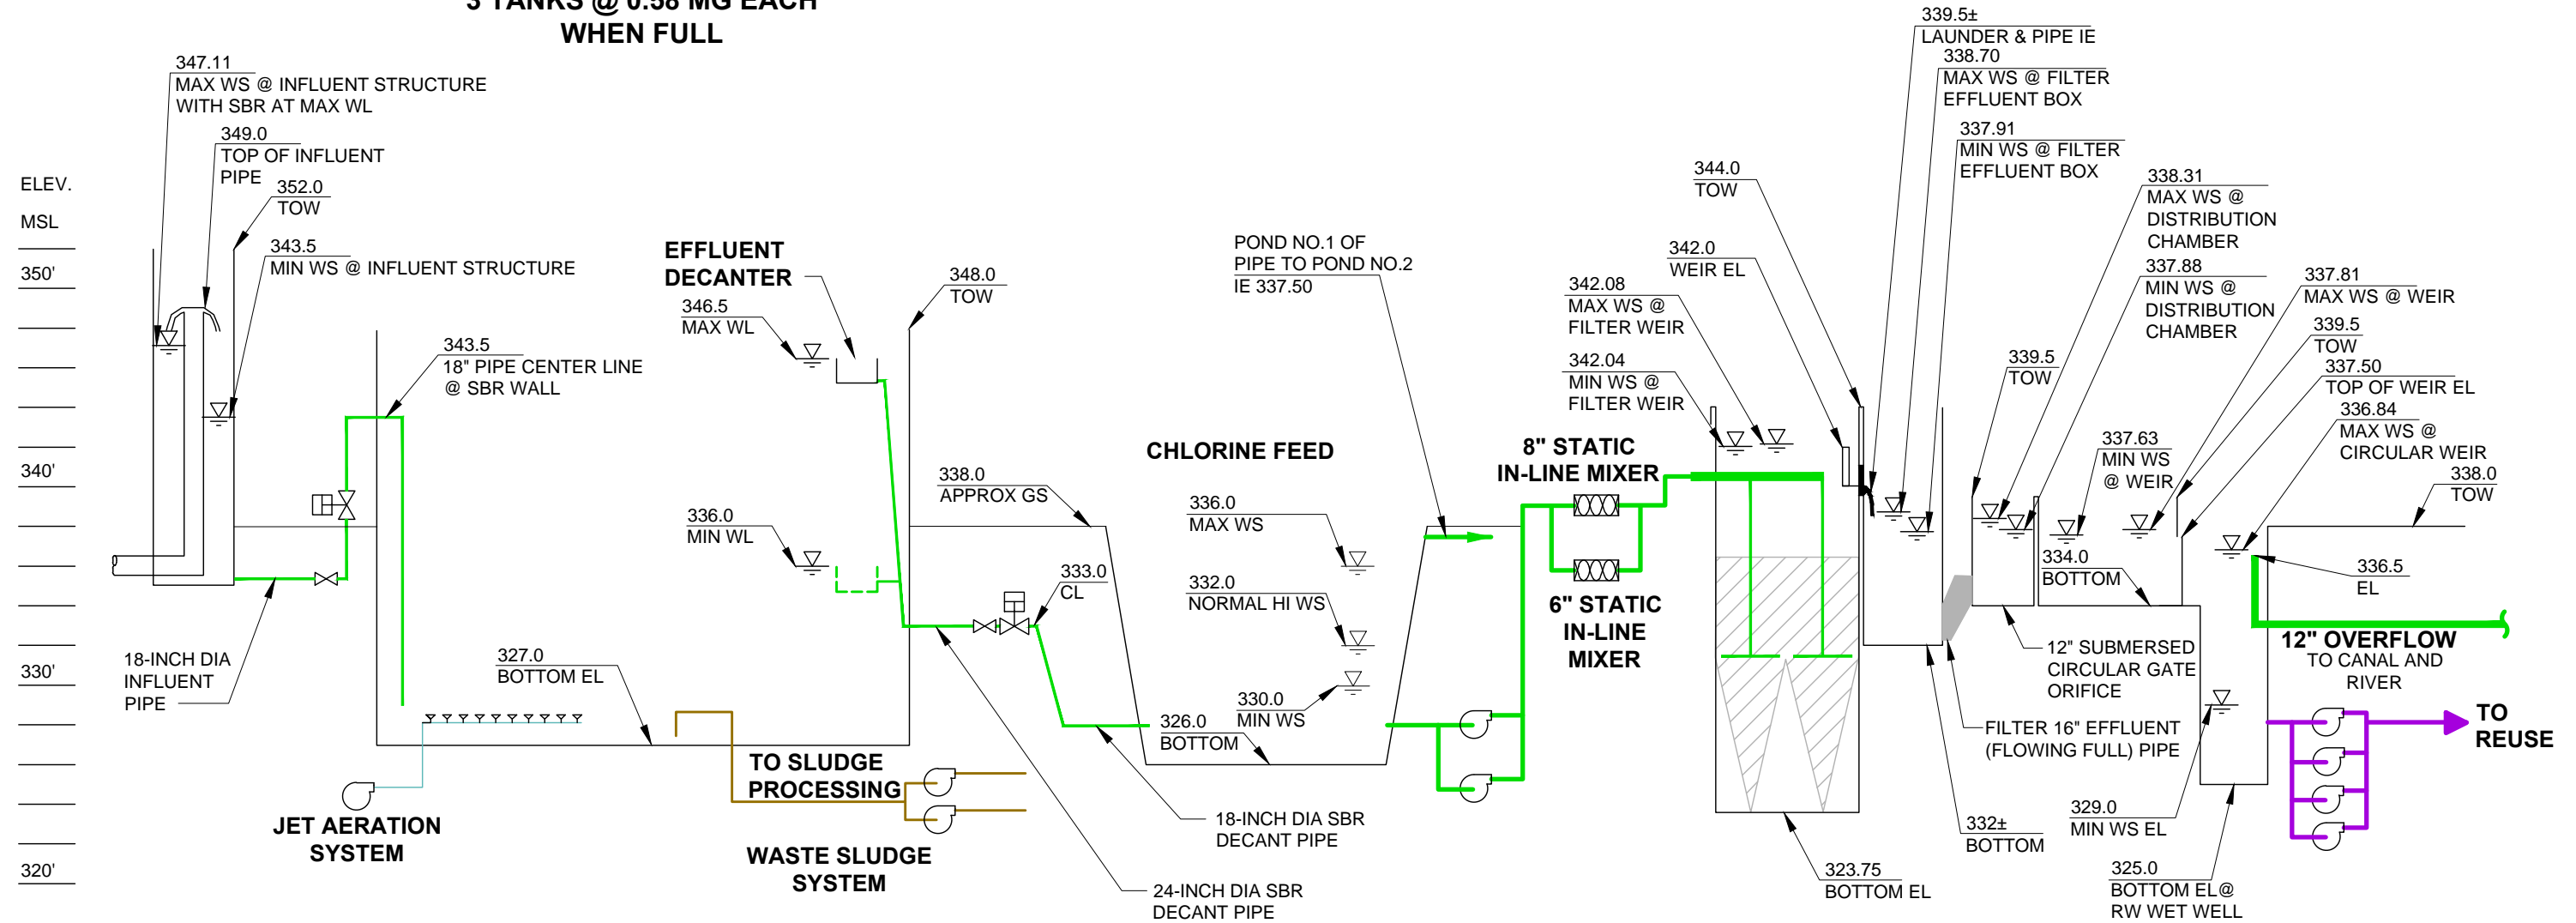 3 TANKS @ 0.58 MG EACH
WHEN FULL
347.11
MAX WS @ INFLUENT STRUCTURE
WITH SBR AT MAX WL
349.0
TOP OF INFLUENT
PIPE
352.0
TOW
343.5
MIN WS @ INFLUENT STRUCTURE
ELEV.
MSL
350'
340'
330'
320'
343.5
18" PIPE CENTER LINE
@ SBR WALL
18-INCH DIA
INFLUENT
PIPE
327.0
BOTTOM EL
JET AERATION
SYSTEM
EFFLUENT
DECANTER
346.5
MAX WL
336.0
MIN WL
348.0
TOW
338.0
APPROX GS
333.0
CL
TO SLUDGE
PROCESSING
WASTE SLUDGE
SYSTEM
24-INCH DIA SBR
DECANT PIPE
18-INCH DIA SBR
DECANT PIPE
CHLORINE FEED
POND NO.1 OF
PIPE TO POND NO.2
IE 337.50
336.0
MAX WS
332.0
NORMAL HI WS
330.0
MIN WS
326.0
BOTTOM
8" STATIC
IN-LINE MIXER
6" STATIC
IN-LINE
MIXER
342.08
MAX WS @
FILTER WEIR
342.04
MIN WS @
FILTER WEIR
344.0
TOW
342.0
WEIR EL
339.5±
LAUNDER & PIPE IE
338.70
MAX WS @ FILTER
EFFLUENT BOX
337.91
MIN WS @ FILTER
EFFLUENT BOX
338.31
MAX WS @
DISTRIBUTION
CHAMBER
337.88
MIN WS @
DISTRIBUTION
CHAMBER
339.5
TOW
337.81
MAX WS @ WEIR
339.5
TOW
337.50
TOP OF WEIR EL
336.84
MAX WS @
CIRCULAR WEIR
338.0
TOW
337.63
MIN WS
@ WEIR
334.0
BOTTOM
336.5
EL
12" OVERFLOW
TO CANAL AND
RIVER
12" SUBMERSED
CIRCULAR GATE
ORIFICE
FILTER 16" EFFLUENT
(FLOWING FULL) PIPE
TO
REUSE
329.0
MIN WS EL
332±
BOTTOM
323.75
BOTTOM EL
325.0
BOTTOM EL@
RW WET WELL